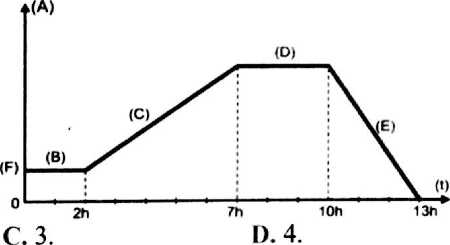 (A)
(D)
(C)
(E)
(F) (B)
(t)
0
2h 7h 10h 13h
C. 3. D. 4.